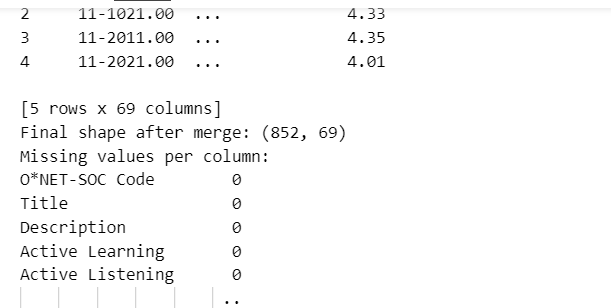 2 11-1021.00 ... 4.33
3 11-2011.00 ... 4.35
4 11-2021.00 ... 4.01
[5 rows x 69 columns]
Final shape after merge: (852, 69)
Missing values per column:
O*NET-SOC Code 0
Title 0
Description 0
Active Learning 0
Active Listening 0
..